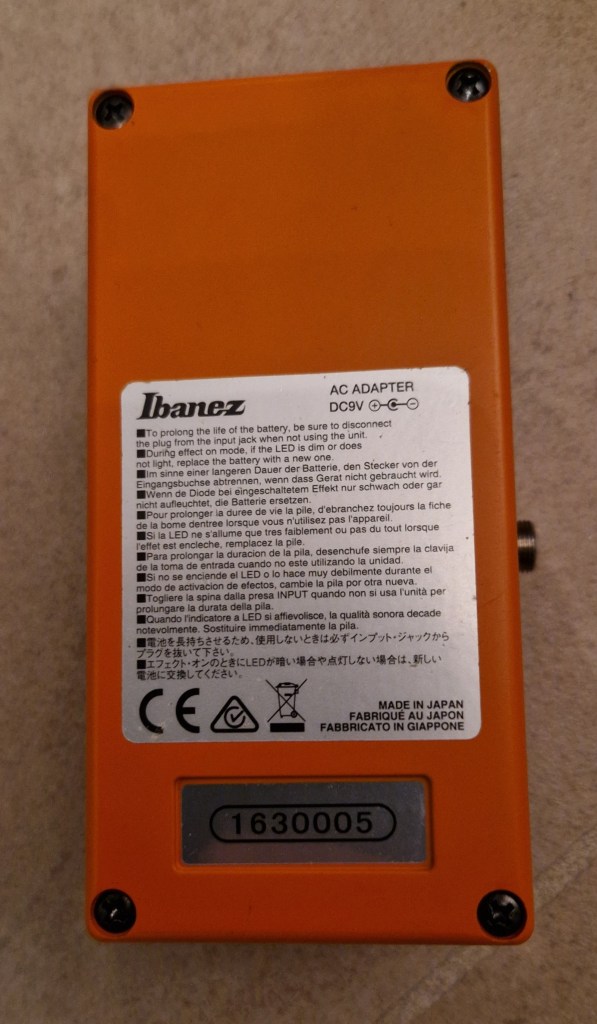 Ibanez
AC ADAPTER
DC9V
■To prolong the life of the battery, be sure to disconnect
the plug from the input jack when not using the unit.
■During effect on mode, if the LED is dim or does
not light, replace the battery with a new one.
■Im sinne einer langeren Dauer der Batterie, den Stecker von der
Eingangsbuchse abtrennen, wenn dass Gerat nicht gebraucht wird.
■Wenn de Diode bei eingeschaltetem Effekt nur schwach oder gar
nicht aufleuchtet, die Batterie ersetzen.
■Pour prolonger la duree de vie la pile, d'ebranchez toujours la fiche
de la borne dentree lorsque vous n'utilisez pas l'appareil.
■Si la LED ne s'allume que tres faiblement ou pas du tout lorsque
l'effet est encleche, remplacez la pile.
■Para prolongar la duracion de la pila, desenchufe siempre la clavija
de la toma de entrada cuando no este utilizando la unidad.
■Si no se enciende el LED o lo hace muy debilmente durante el
modo de activacion de efectos, cambie la pila por otra nueva.
■Togliere la spina dalla presa INPUT quando non si usa l'unità per
prolungare la durata della pila.
■Quando l'indicatore a LED si affievolisce, la qualità sonora decade
notevolmente. Sostituire immediatamente la pila.
■電池を長持ちさせるため、使用しないときは必ずインプット・ジャックから
プラグを抜いて下さい。
■エフェクト・オンのときにLEDが暗い場合や点灯しない場合は、新しい
電池に交換してください。
CE
MADE IN JAPAN
FABRIQUÉ AU JAPON
FABBRICATO IN GIAPPONE
1630005